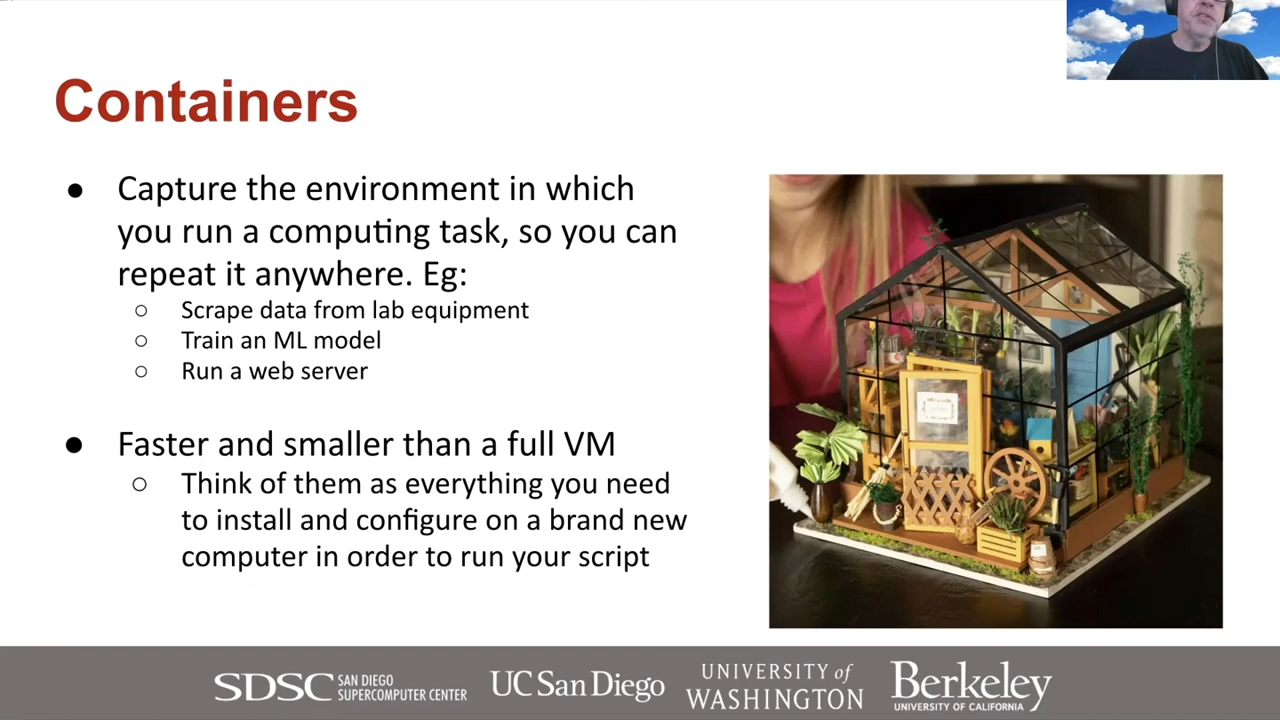 Containers
● Capture the environment in which
you run a computing task, so you can
repeat it anywhere. Eg:
○ Scrape data from lab equipment
○ Train an ML model
○ Run a web server
● Faster and smaller than a full VM
○ Think of them as everything you need
to install and configure on a brand new
computer in order to run your script
SDSC SAN DIEGO
SUPERCOMPUTER CENTER
UC San Diego
UNIVERSITY of
WASHINGTON
Berkeley
UNIVERSITY OF CALIFORNIA